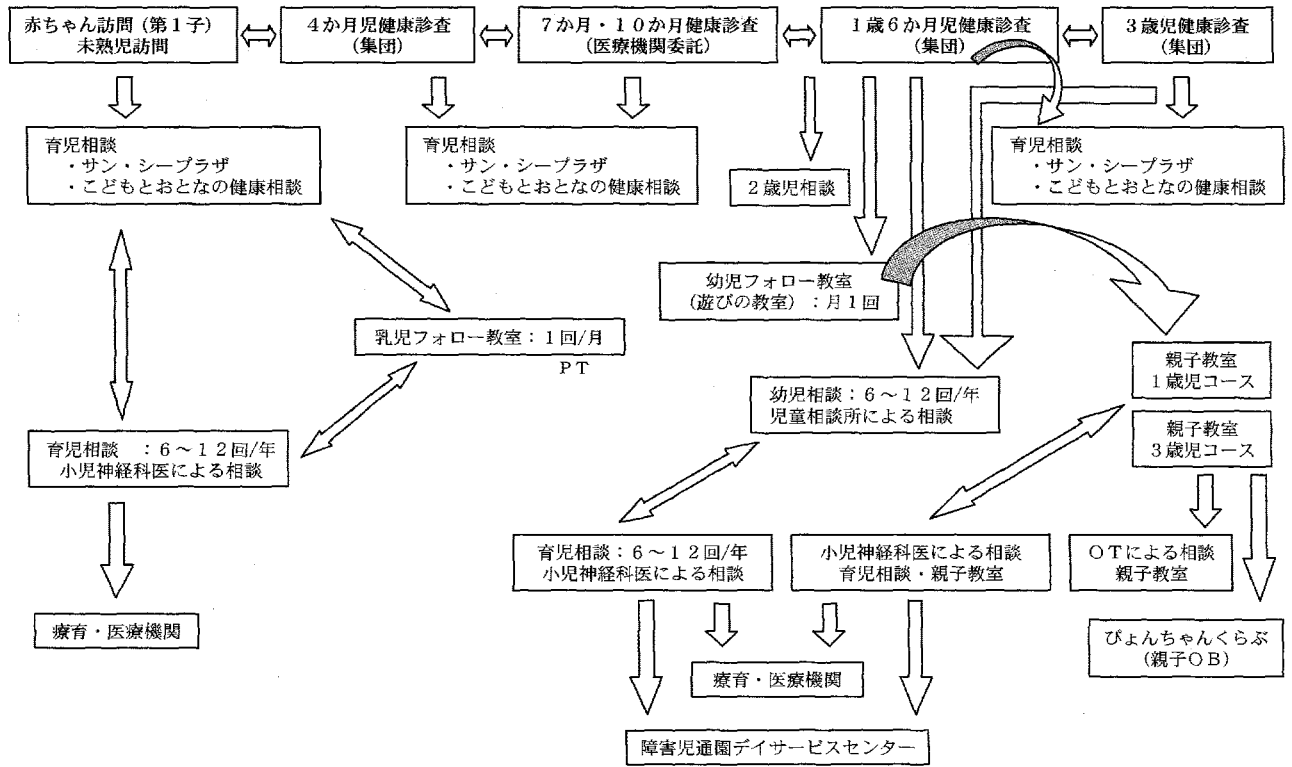 赤ちゃん訪問(第1子)
未熟児訪問
4か月児健康診査
(集団)
7か月・10か月健康診査
(医療機関委託)
1歳6か月児健康診査
(集団)
3歳児健康診査
(集団)
育児相談
・サン・シープラザ
・こどもとおとなの健康相談
育児相談
・サン・シープラザ
・こどもとおとなの健康相談
2歳児相談
育児相談
・サン・シープラザ
・こどもとおとなの健康相談
幼児フォロー教室
(遊びの教室):月1回
乳児フォロー教室:1回/月
PT
幼児相談:6~12回/年
児童相談所による相談
親子教室
1歳児コース
親子教室
3歳児コース
育児相談 :6~12回/年
小児神経科医による相談
育児相談:6~12回/年
小児神経科医による相談
小児神経科医による相談
育児相談・親子教室
OTによる相談
親子教室
療育・医療機関
療育・医療機関
ぴょんちゃんくらぶ
(親子OB)
障害児通園デイサービスセンター